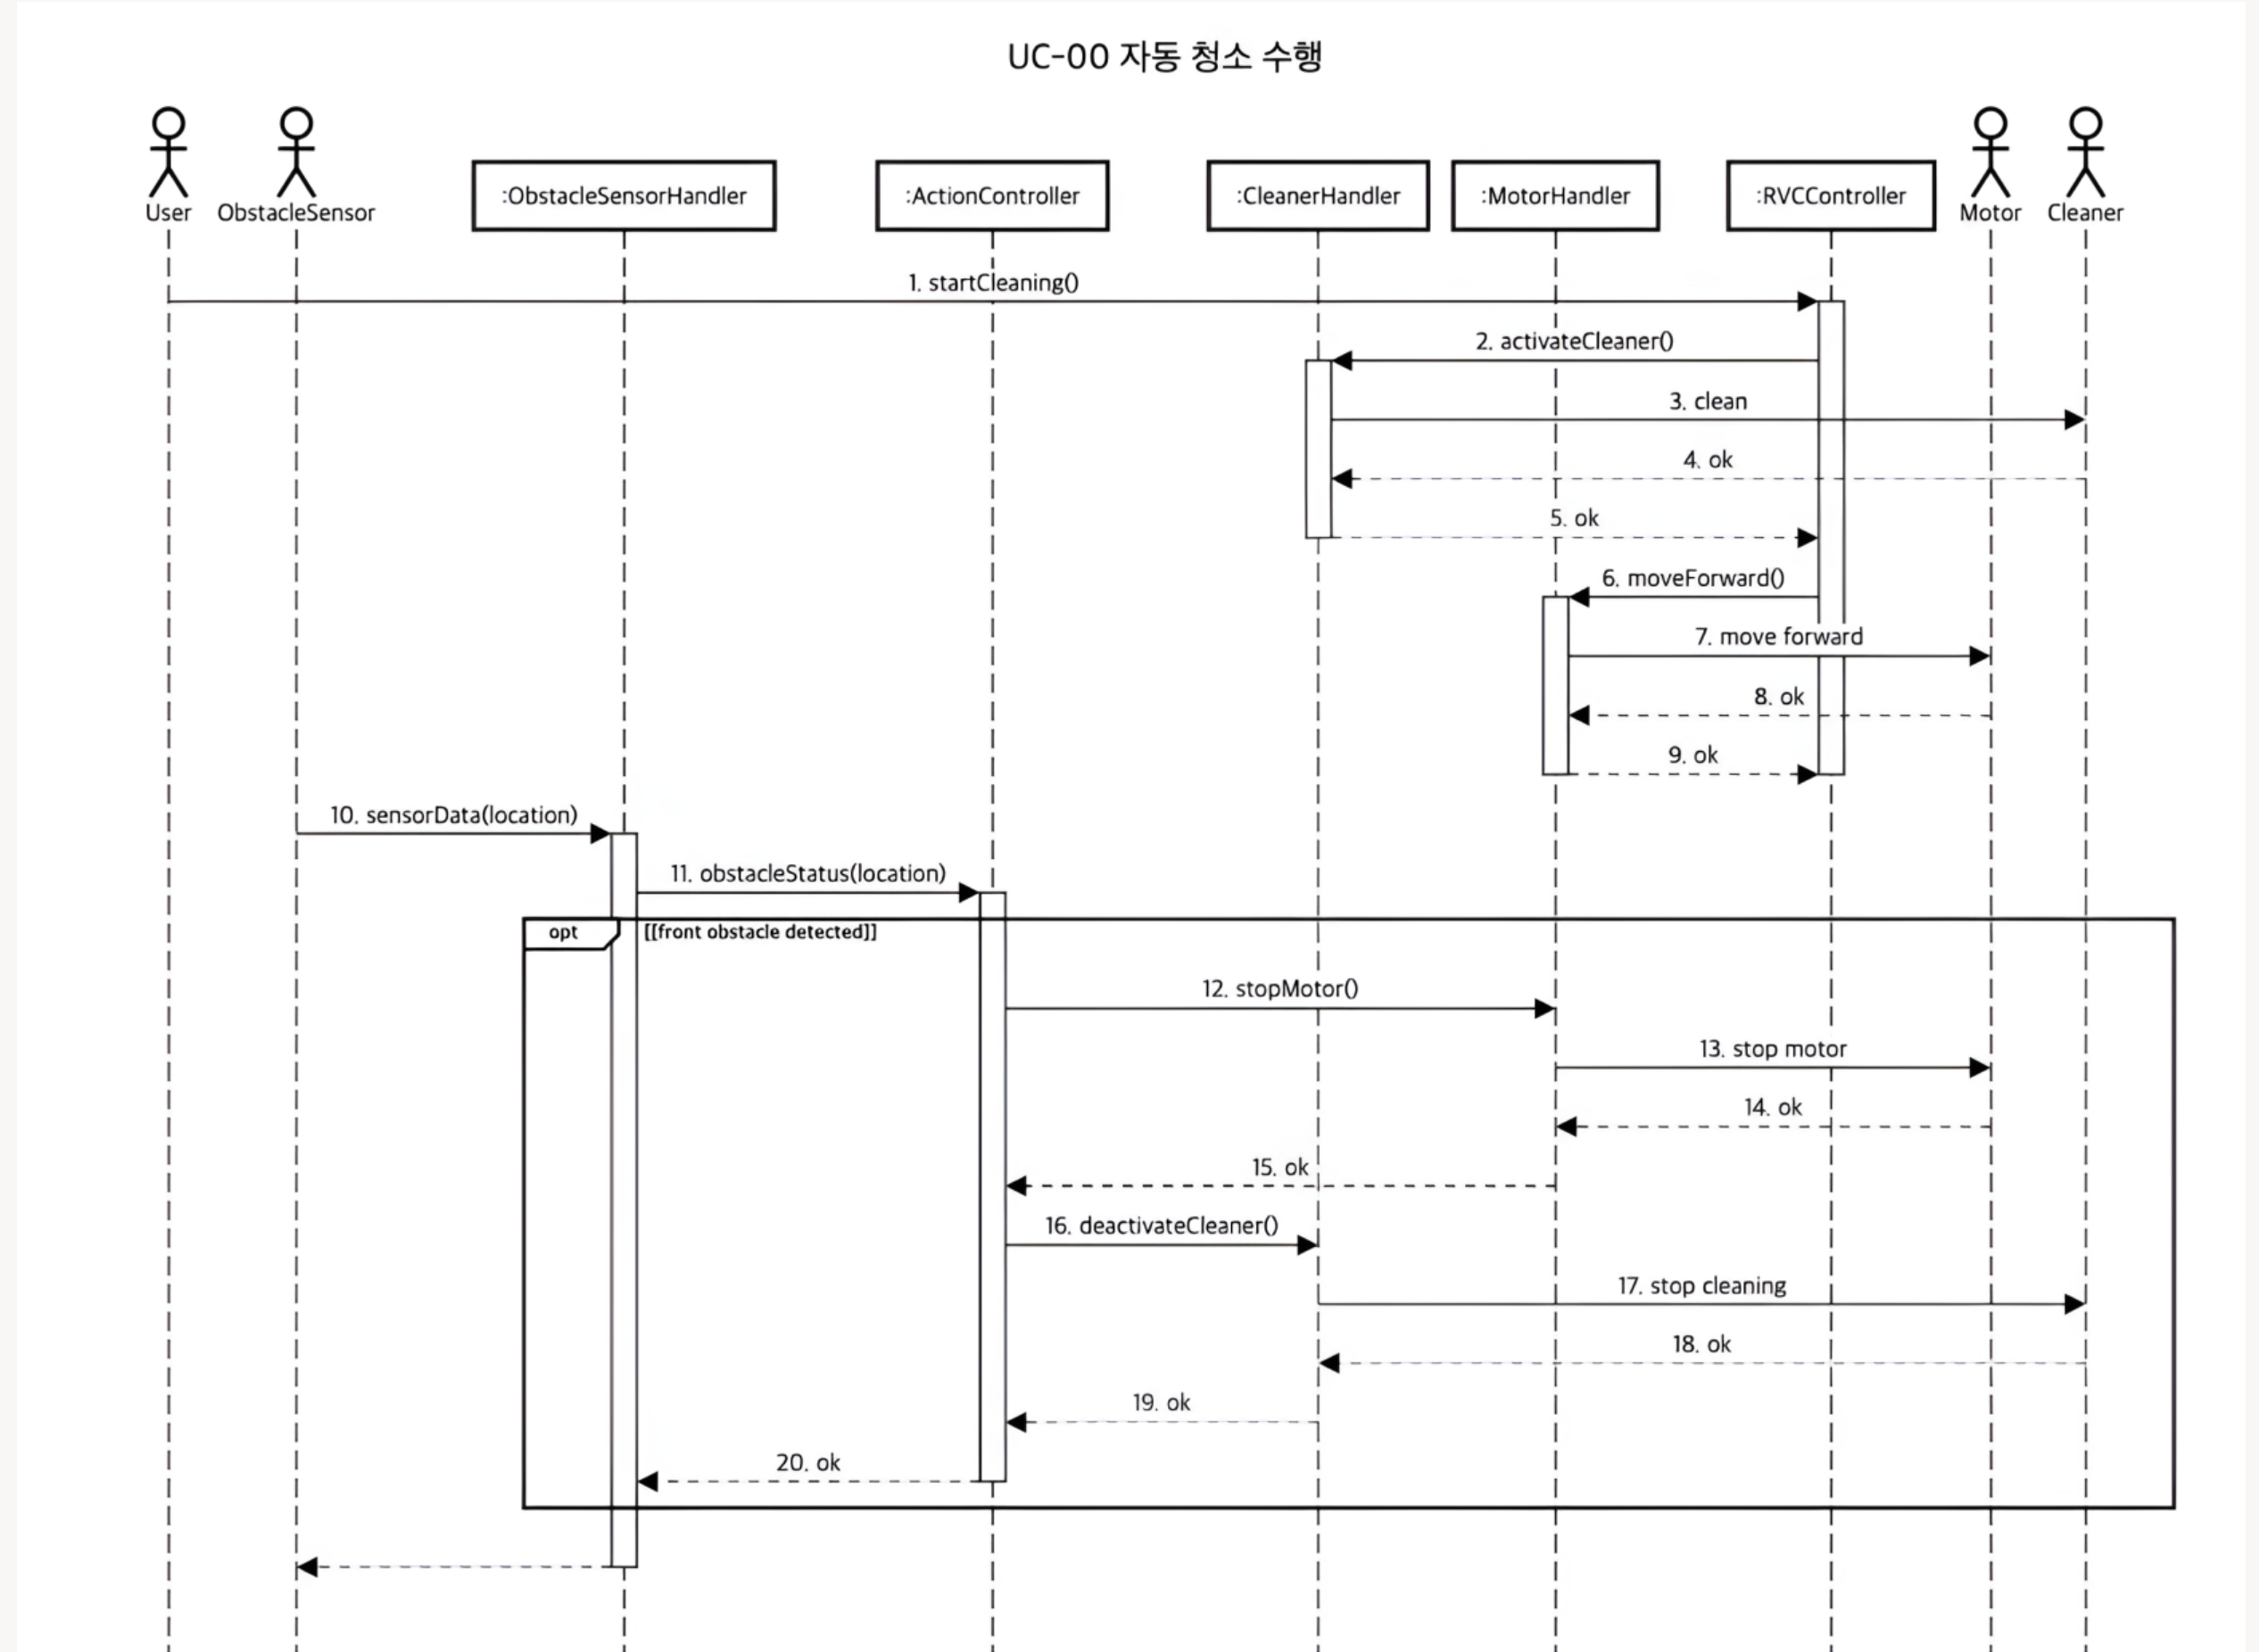 UC-00 자동 청소 수행
User
ObstacleSensor
:ObstacleSensorHandler
:ActionController
:CleanerHandler
:MotorHandler
:RVCController
Motor
Cleaner
1. startCleaning()
2. activateCleaner()
3. clean
4. ok
5. ok
6. moveForward()
7. move forward
8. ok
9. ok
10. sensorData(location)
11. obstacleStatus(location)
opt
[[front obstacle detected]]
12. stopMotor()
13. stop motor
14. ok
15. ok
16. deactivateCleaner()
17. stop cleaning
18. ok
19. ok
20. ok